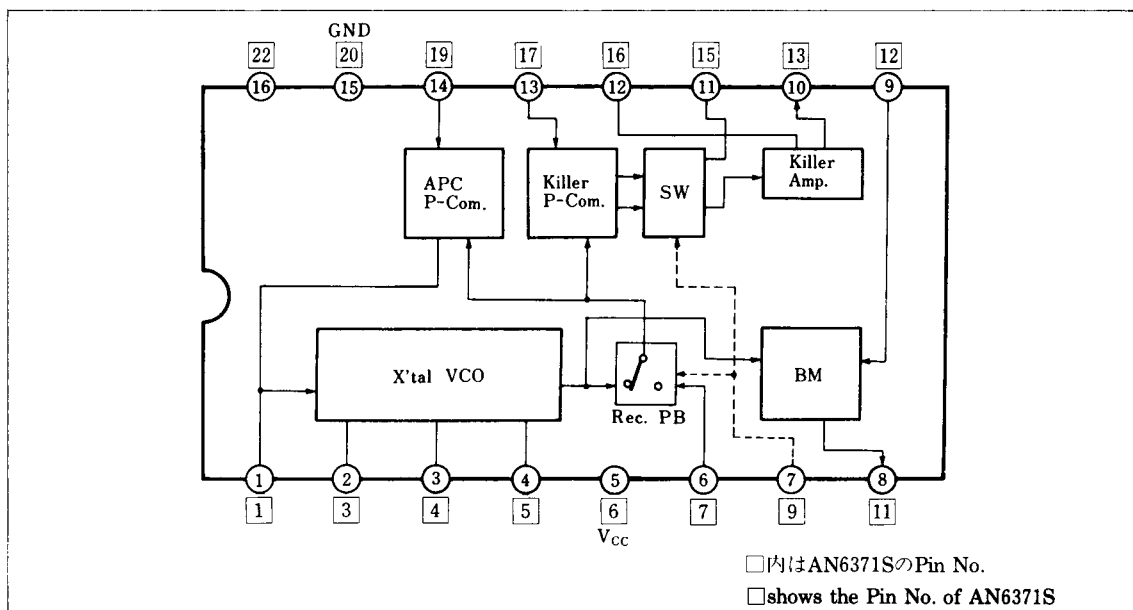 GND
22 20 19 17 16 15 13 12
16 15 14 13 12 11 10 9
APC
P-Com.
Killer
P-Com.
SW
Killer
Amp.
X'tal VCO
Rec. PB
BM
1 2 3 4 5 6 7 8
1 3 4 5 6 7 9 11
VCC
□内はAN6371SのPin No.
□shows the Pin No. of AN6371S